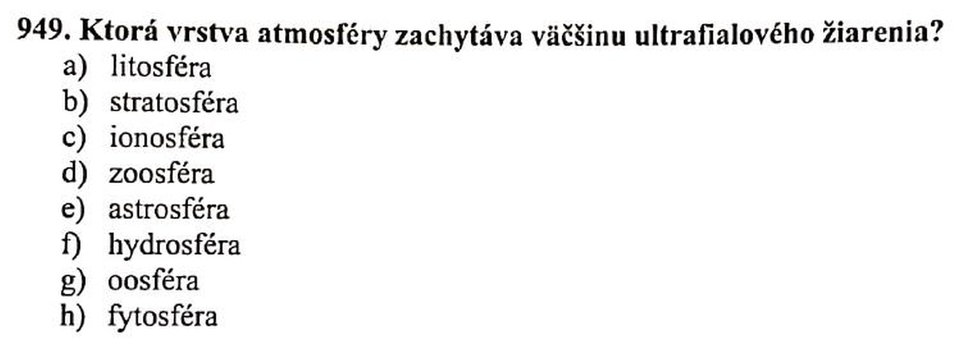 949. Ktorá vrstva atmosféry zachytáva väčšinu ultrafialového žiarenia?
a) litosféra
b) stratosféra
c) ionosféra
d) zoosféra
e) astrosféra
f) hydrosféra
g) oosféra
h) fytosféra